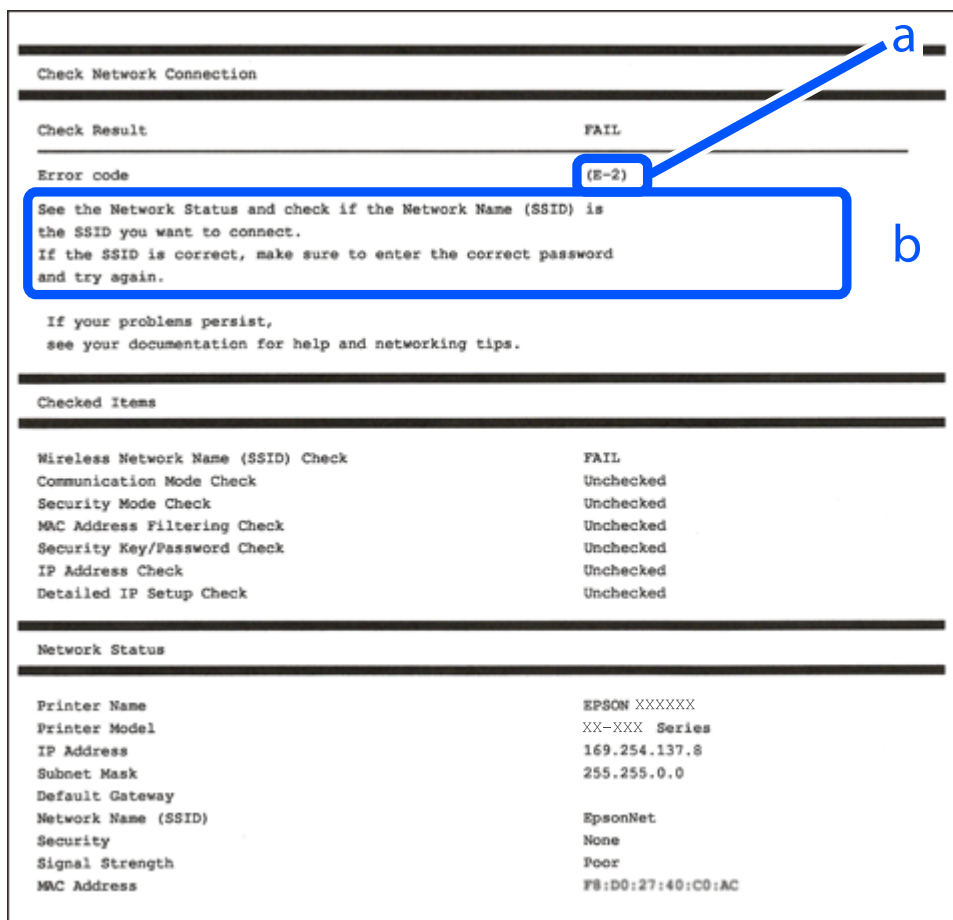 a
Check Network Connection
Check Result FAIL
Error code (E-2)
See the Network Status and check if the Network Name (SSID) is
the SSID you want to connect.
If the SSID is correct, make sure to enter the correct password
and try again.
b
If your problems persist,
see your documentation for help and networking tips.
Checked Items
Wireless Network Name (SSID) Check FAIL
Communication Mode Check Unchecked
Security Mode Check Unchecked
MAC Address Filtering Check Unchecked
Security Key/Password Check Unchecked
IP Address Check Unchecked
Detailed IP Setup Check Unchecked
Network Status
Printer Name EPSON XXXXXX
Printer Model XX-XXX Series
IP Address 169.254.137.8
Subnet Mask 255.255.0.0
Default Gateway
Network Name (SSID) EpsonNet
Security None
Signal Strength Poor
MAC Address F8:D0:27:40:C0:AC